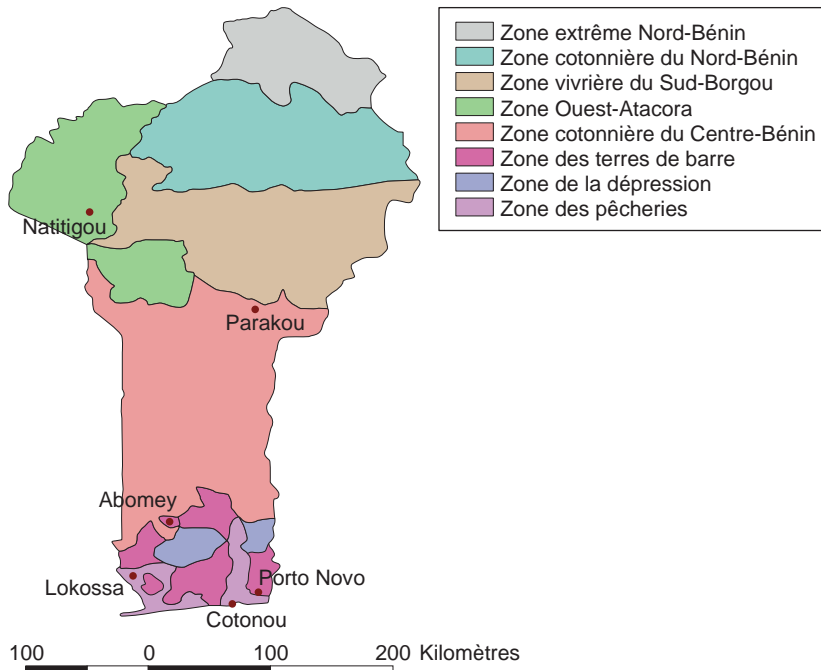 Zone extrême Nord-Bénin
Zone cotonnière du Nord-Bénin
Zone vivrière du Sud-Borgou
Zone Ouest-Atacora
Zone cotonnière du Centre-Bénin
Zone des terres de barre
Zone de la dépression
Zone des pêcheries
Natitigou
Parakou
Abomey
Lokossa
Porto Novo
Cotonou
100 0 100 200 Kilomètres